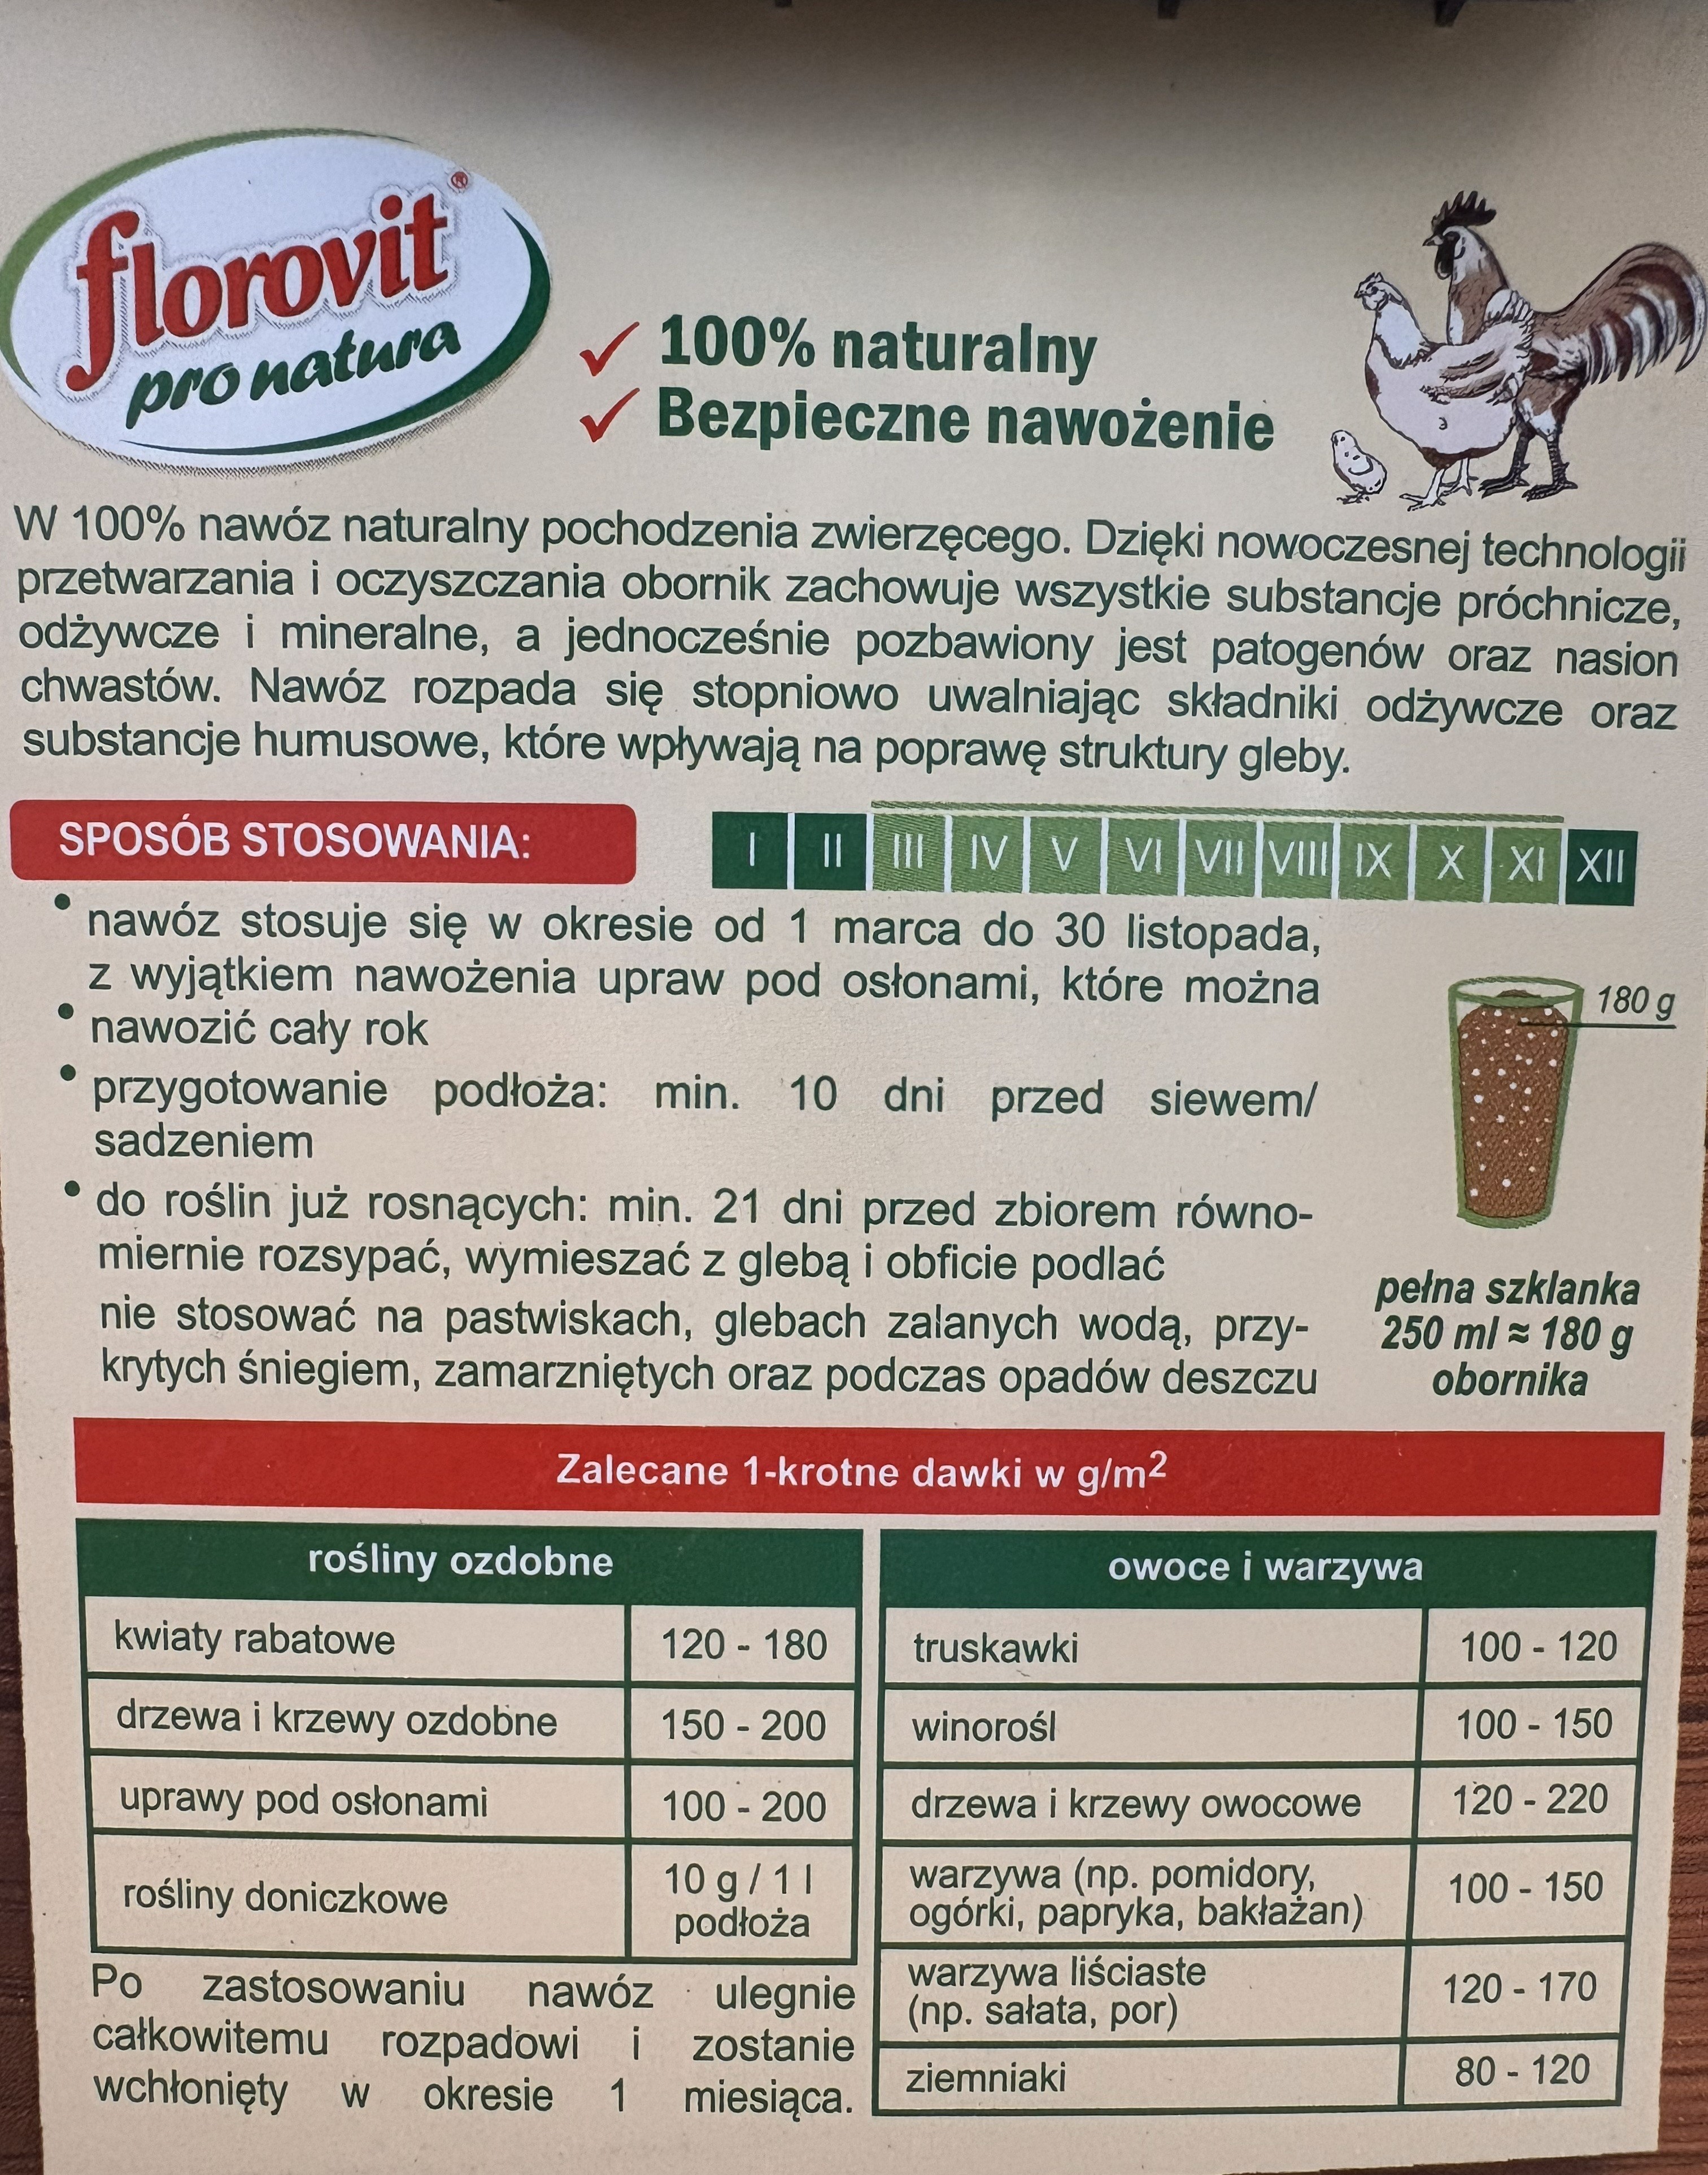 florovit®
pro natura
100% naturalny
Bezpieczne nawożenie
W 100% nawóz naturalny pochodzenia zwierzęcego. Dzięki nowoczesnej technologii
przetwarzania i oczyszczania obornik zachowuje wszystkie substancje próchnicze,
odżywcze i mineralne, a jednocześnie pozbawiony jest patogenów oraz nasion
chwastów. Nawóz rozpada się stopniowo uwalniając składniki odżywcze oraz
substancje humusowe, które wpływają na poprawę struktury gleby.
SPOSÓB STOSOWANIA:
I II III IV V VI VII VIII IX X XI XII
• nawóz stosuje się w okresie od 1 marca do 30 listopada,
z wyjątkiem nawożenia upraw pod osłonami, które można
• nawozić cały rok
• przygotowanie podłoża: min. 10 dni przed siewem/
sadzeniem
• do roślin już rosnących: min. 21 dni przed zbiorem równo-
miernie rozsypać, wymieszać z glebą i obficie podlać
nie stosować na pastwiskach, glebach zalanych wodą, przy-
krytych śniegiem, zamarzniętych oraz podczas opadów deszczu
180 g
pełna szklanka
250 ml ≈ 180 g
obornika
Zalecane 1-krotne dawki w g/m²
rośliny ozdobne
kwiaty rabatowe 120 - 180
drzewa i krzewy ozdobne 150 - 200
uprawy pod osłonami 100 - 200
rośliny doniczkowe 10 g / 1 l
podłoża
Po zastosowaniu nawóz ulegnie
całkowitemu rozpadowi i zostanie
wchłonięty w okresie 1 miesiąca.
owoce i warzywa
truskawki 100 - 120
winorośl 100 - 150
drzewa i krzewy owocowe 120 - 220
warzywa (np. pomidory,
ogórki, papryka, bakłażan) 100 - 150
warzywa liściaste
(np. sałata, por) 120 - 170
ziemniaki 80 - 120